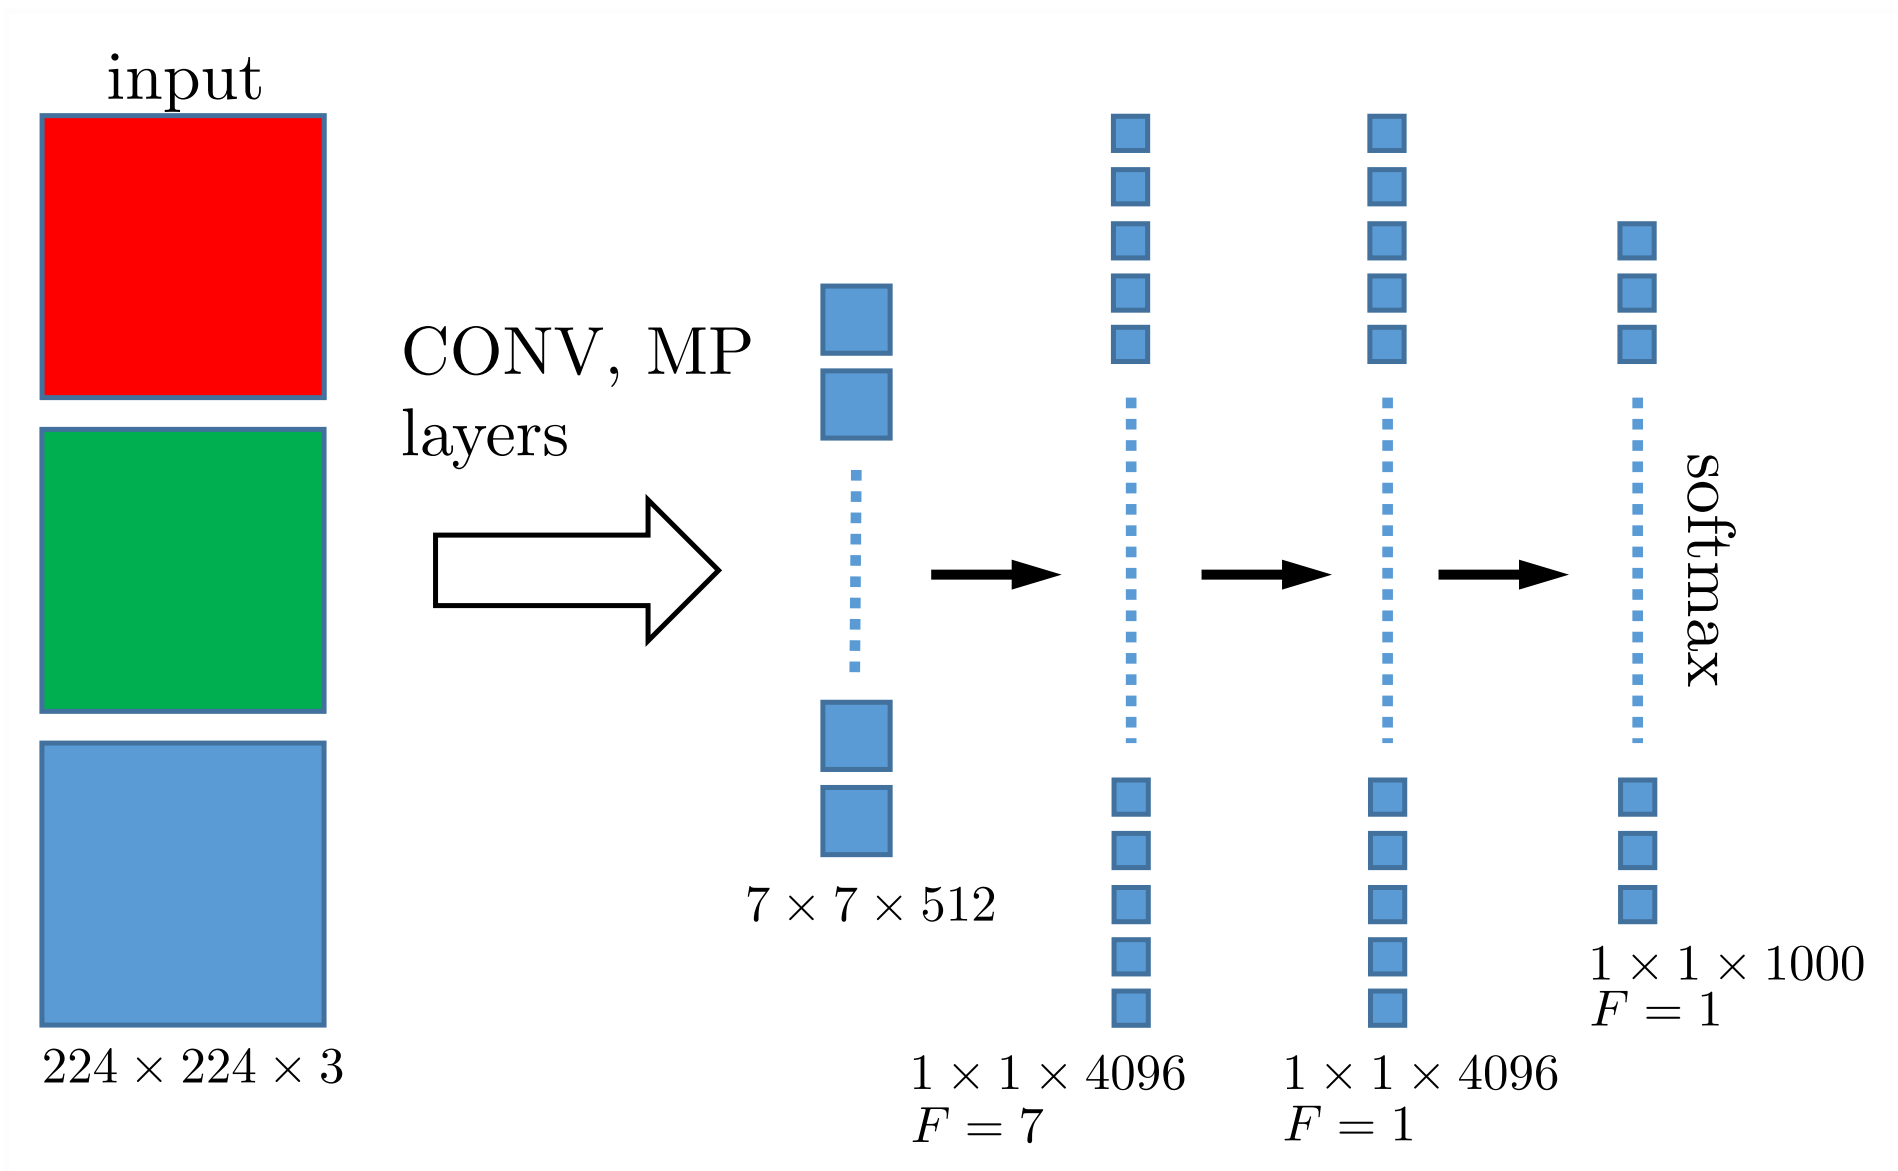 input
CONV, MP
layers
softmax
7 × 7 × 512
1 × 1 × 1000
F = 1
224 × 224 × 3
1 × 1 × 4096
F = 7
1 × 1 × 4096
F = 1